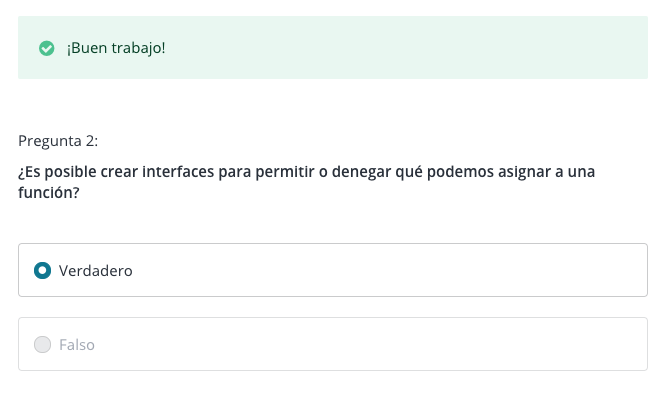 ¡Buen trabajo!
Pregunta 2:
¿Es posible crear interfaces para permitir o denegar qué podemos asignar a una
función?
Verdadero
Falso